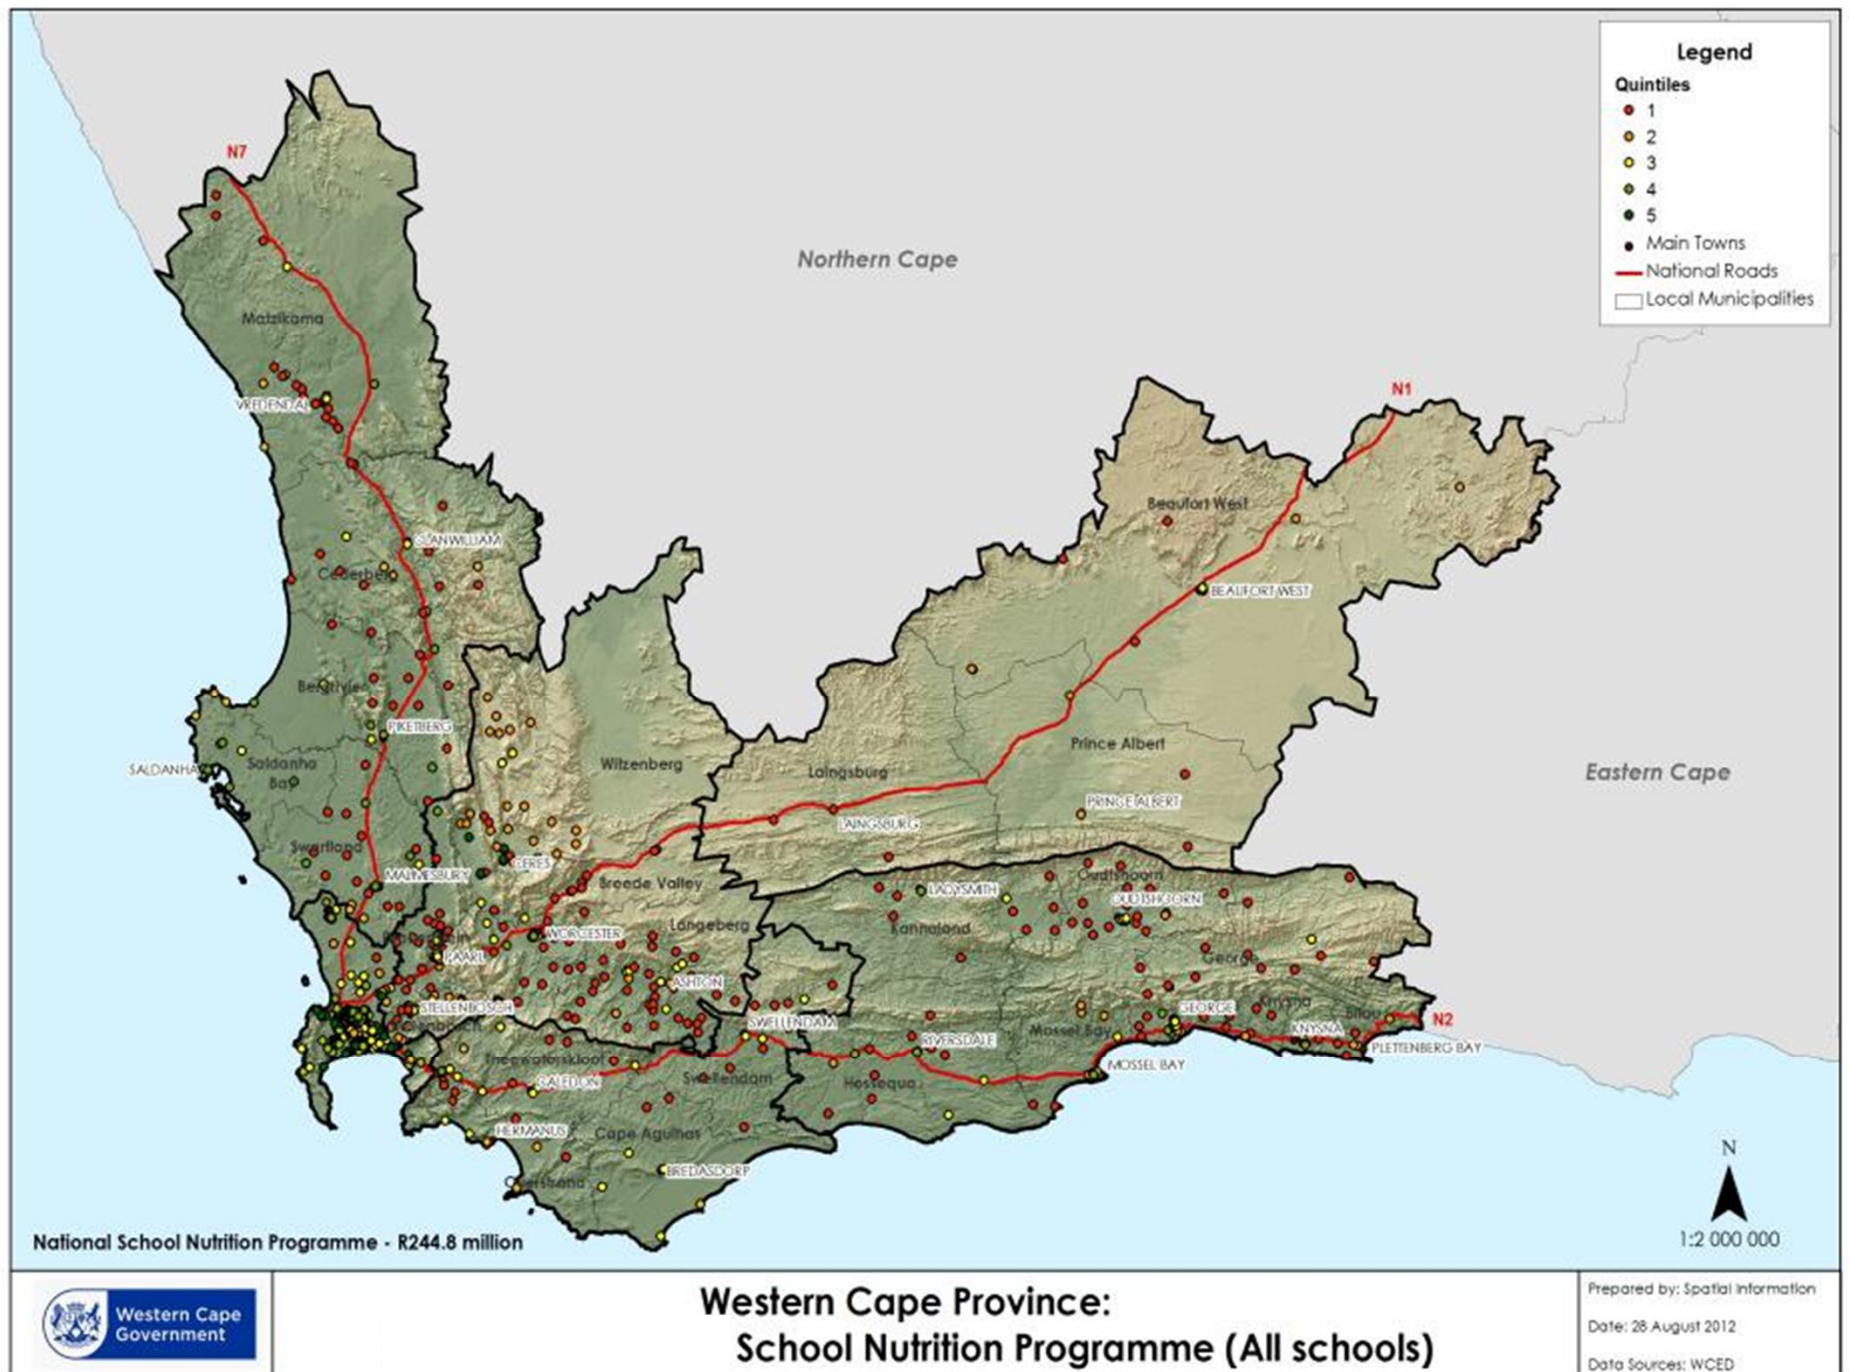 Legend
Quintiles
1
2
3
4
5
Main Towns
National Roads
Local Municipalities
N7
Northern Cape
Matzikama
VREDENDAL
N1
Beaufort West
CLANWILLIAM
Cederberg
BEAUFORT WEST
Bergrivier
PIKETBERG
Prince Albert
SALDANHA
Saldanha
Bay
Witzenberg
Laingsburg
Eastern Cape
PRINCE ALBERT
LAINGSBURG
Swartland
CERES
MALMESBURY
Breede Valley
Oudtshoorn
LADYSMITH
OUDTSHOORN
Langeberg
Kannaland
WORCESTER
PAARL
George
ASHTON
STELLENBOSCH
GEORGE
Knysna
Bitou
N2
SWELLENDAM
Mossel Bay
KNYSNA
RIVERSDALE
PLETTENBERG BAY
Theewaterskloof
MOSSEL BAY
CALEDON
Swellendam
Hessequa
HERMANUS
Cape Agulhas
BREDASDORP
Overstrand
N
1:2 000 000
National School Nutrition Programme - R244.8 million
Western Cape
Government
Western Cape Province:
School Nutrition Programme (All schools)
Prepared by: Spatial Information
Date: 28 August 2012
Data Sources: WCED